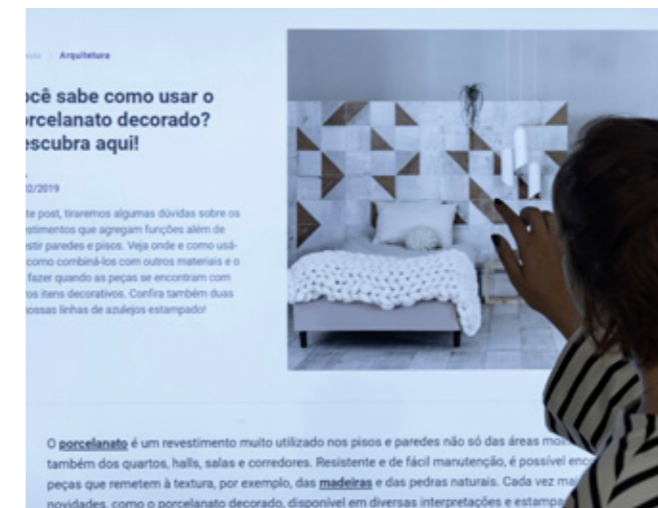 Arquitetura
ocê sabe como usar o
orcelanato decorado?
escubra aqui!
02/2019
te post, tiraremos algumas dúvidas sobre os
estimentos que agregam funções além de
estir paredes e pisos. Veja onde e como usá-
como combiná-los com outros materiais e o
fazer quando as peças se encontram com
os itens decorativos. Confira também duas
nossas linhas de azulejos estampado!
O porcelanato é um revestimento muito utilizado nos pisos e paredes não só das áreas mol
também dos quartos, halls, salas e corredores. Resistente e de fácil manutenção, é possível enc
peças que remetem à textura, por exemplo, das madeiras e das pedras naturais. Cada vez ma
novidades, como o porcelanato decorado, disponível em diversas interpretações e estampa